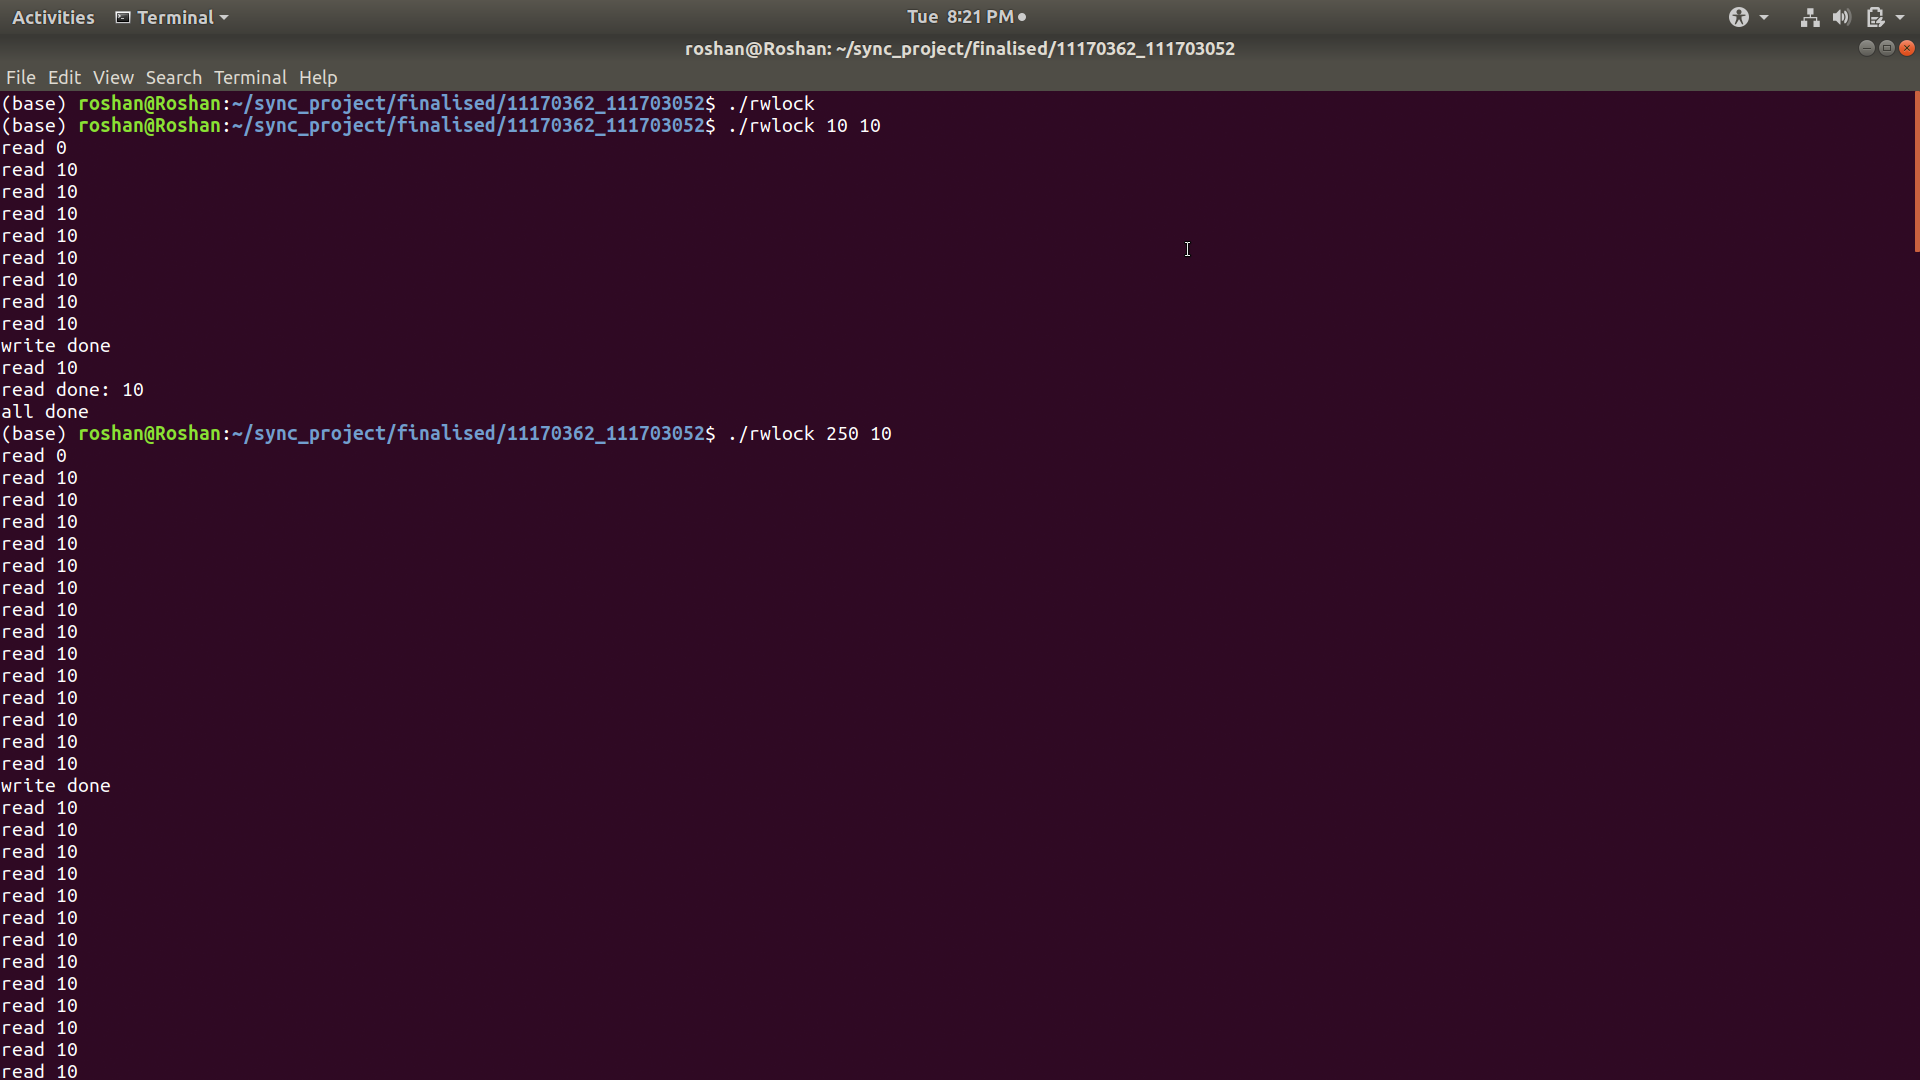 Activities Terminal Tue 8:21 PM
roshan@Roshan: ~/sync_project/finalised/11170362_111703052
File Edit View Search Terminal Help
(base) roshan@Roshan:~/sync_project/finalised/11170362_111703052$ ./rwlock
(base) roshan@Roshan:~/sync_project/finalised/11170362_111703052$ ./rwlock 10 10
read 0
read 10
read 10
read 10
read 10
read 10
read 10
read 10
read 10
write done
read 10
read done: 10
all done
(base) roshan@Roshan:~/sync_project/finalised/11170362_111703052$ ./rwlock 250 10
read 0
read 10
read 10
read 10
read 10
read 10
read 10
read 10
read 10
read 10
read 10
read 10
read 10
read 10
read 10
write done
read 10
read 10
read 10
read 10
read 10
read 10
read 10
read 10
read 10
read 10
read 10
read 10
read 10